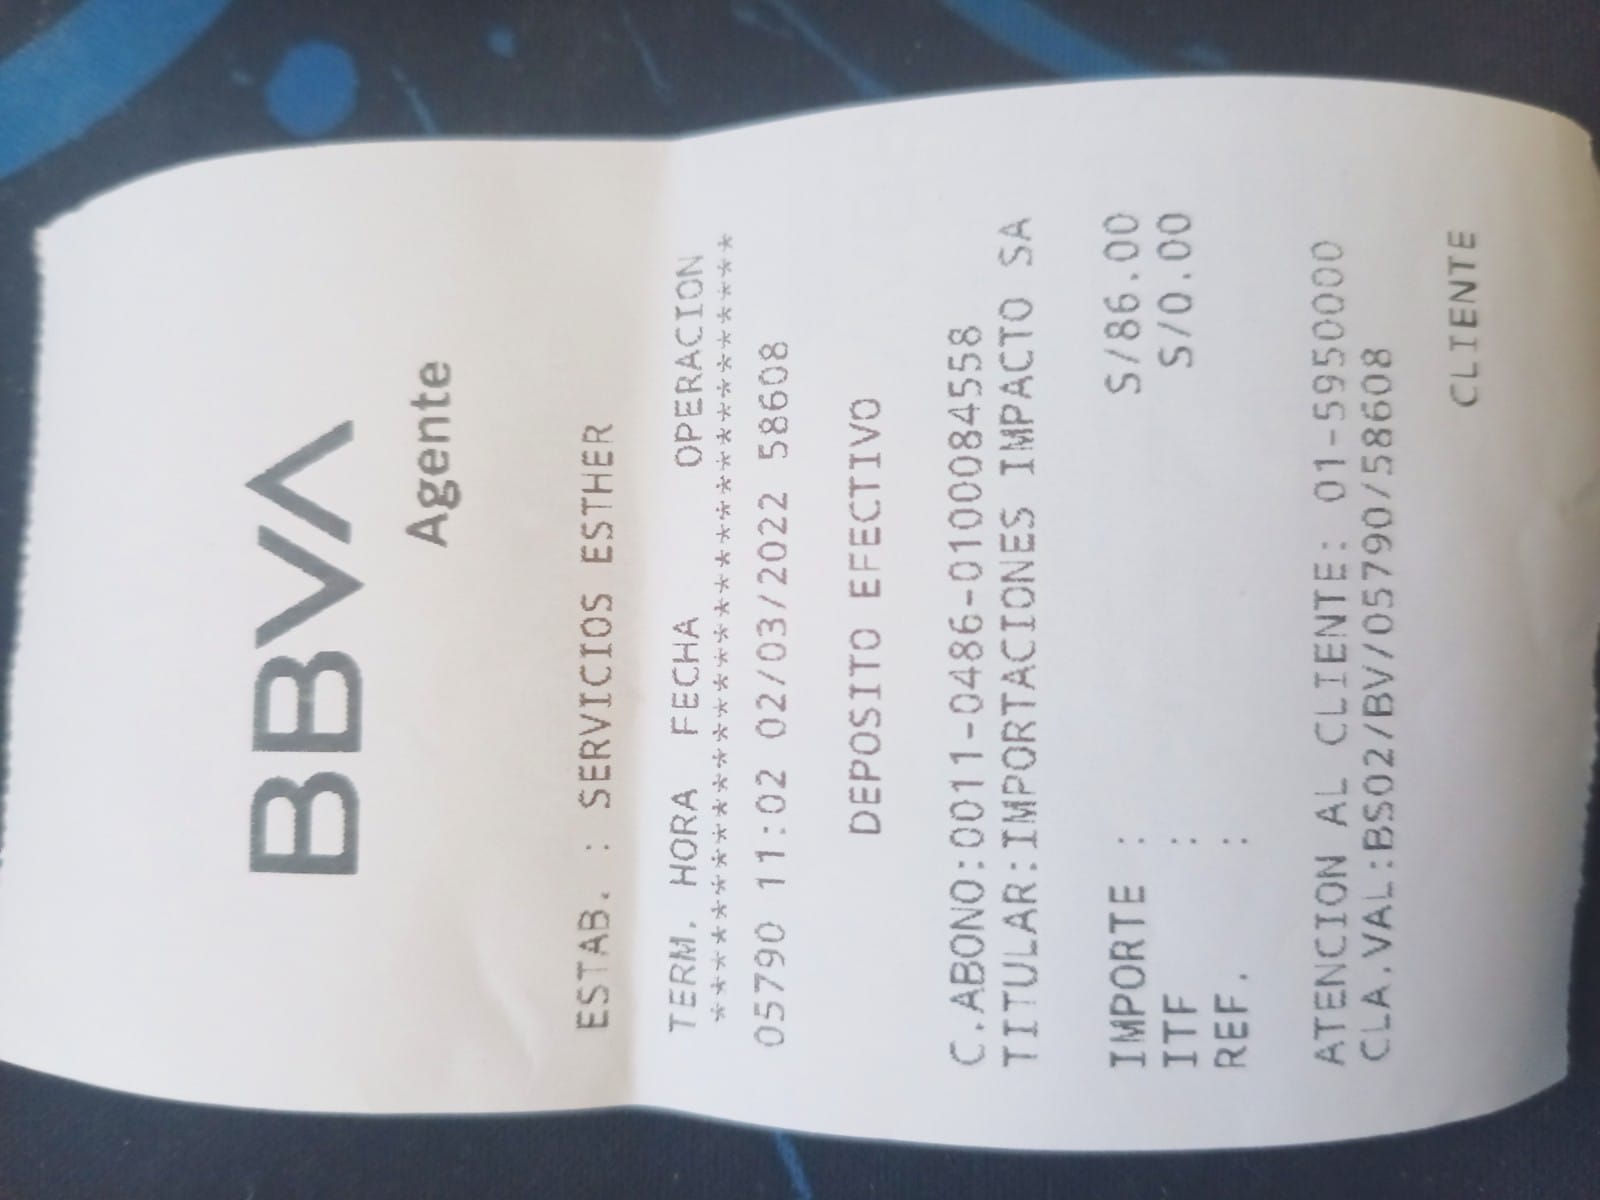 BBVA
Agente
ESTAB. : SERVICIOS ESTHER
TERM. HORA FECHA OPERACION
************************************
05790 11:02 02/03/2022 58608
DEPOSITO EFECTIVO
C.ABONO:0011-0486-0100084558
TITULAR:IMPORTACIONES IMPACTO SA
IMPORTE : S/86.00
ITF : S/0.00
REF. :
ATENCION AL CLIENTE: 01-5950000
CLA.VAL:BS02/BV/05790/58608
CLIENTE